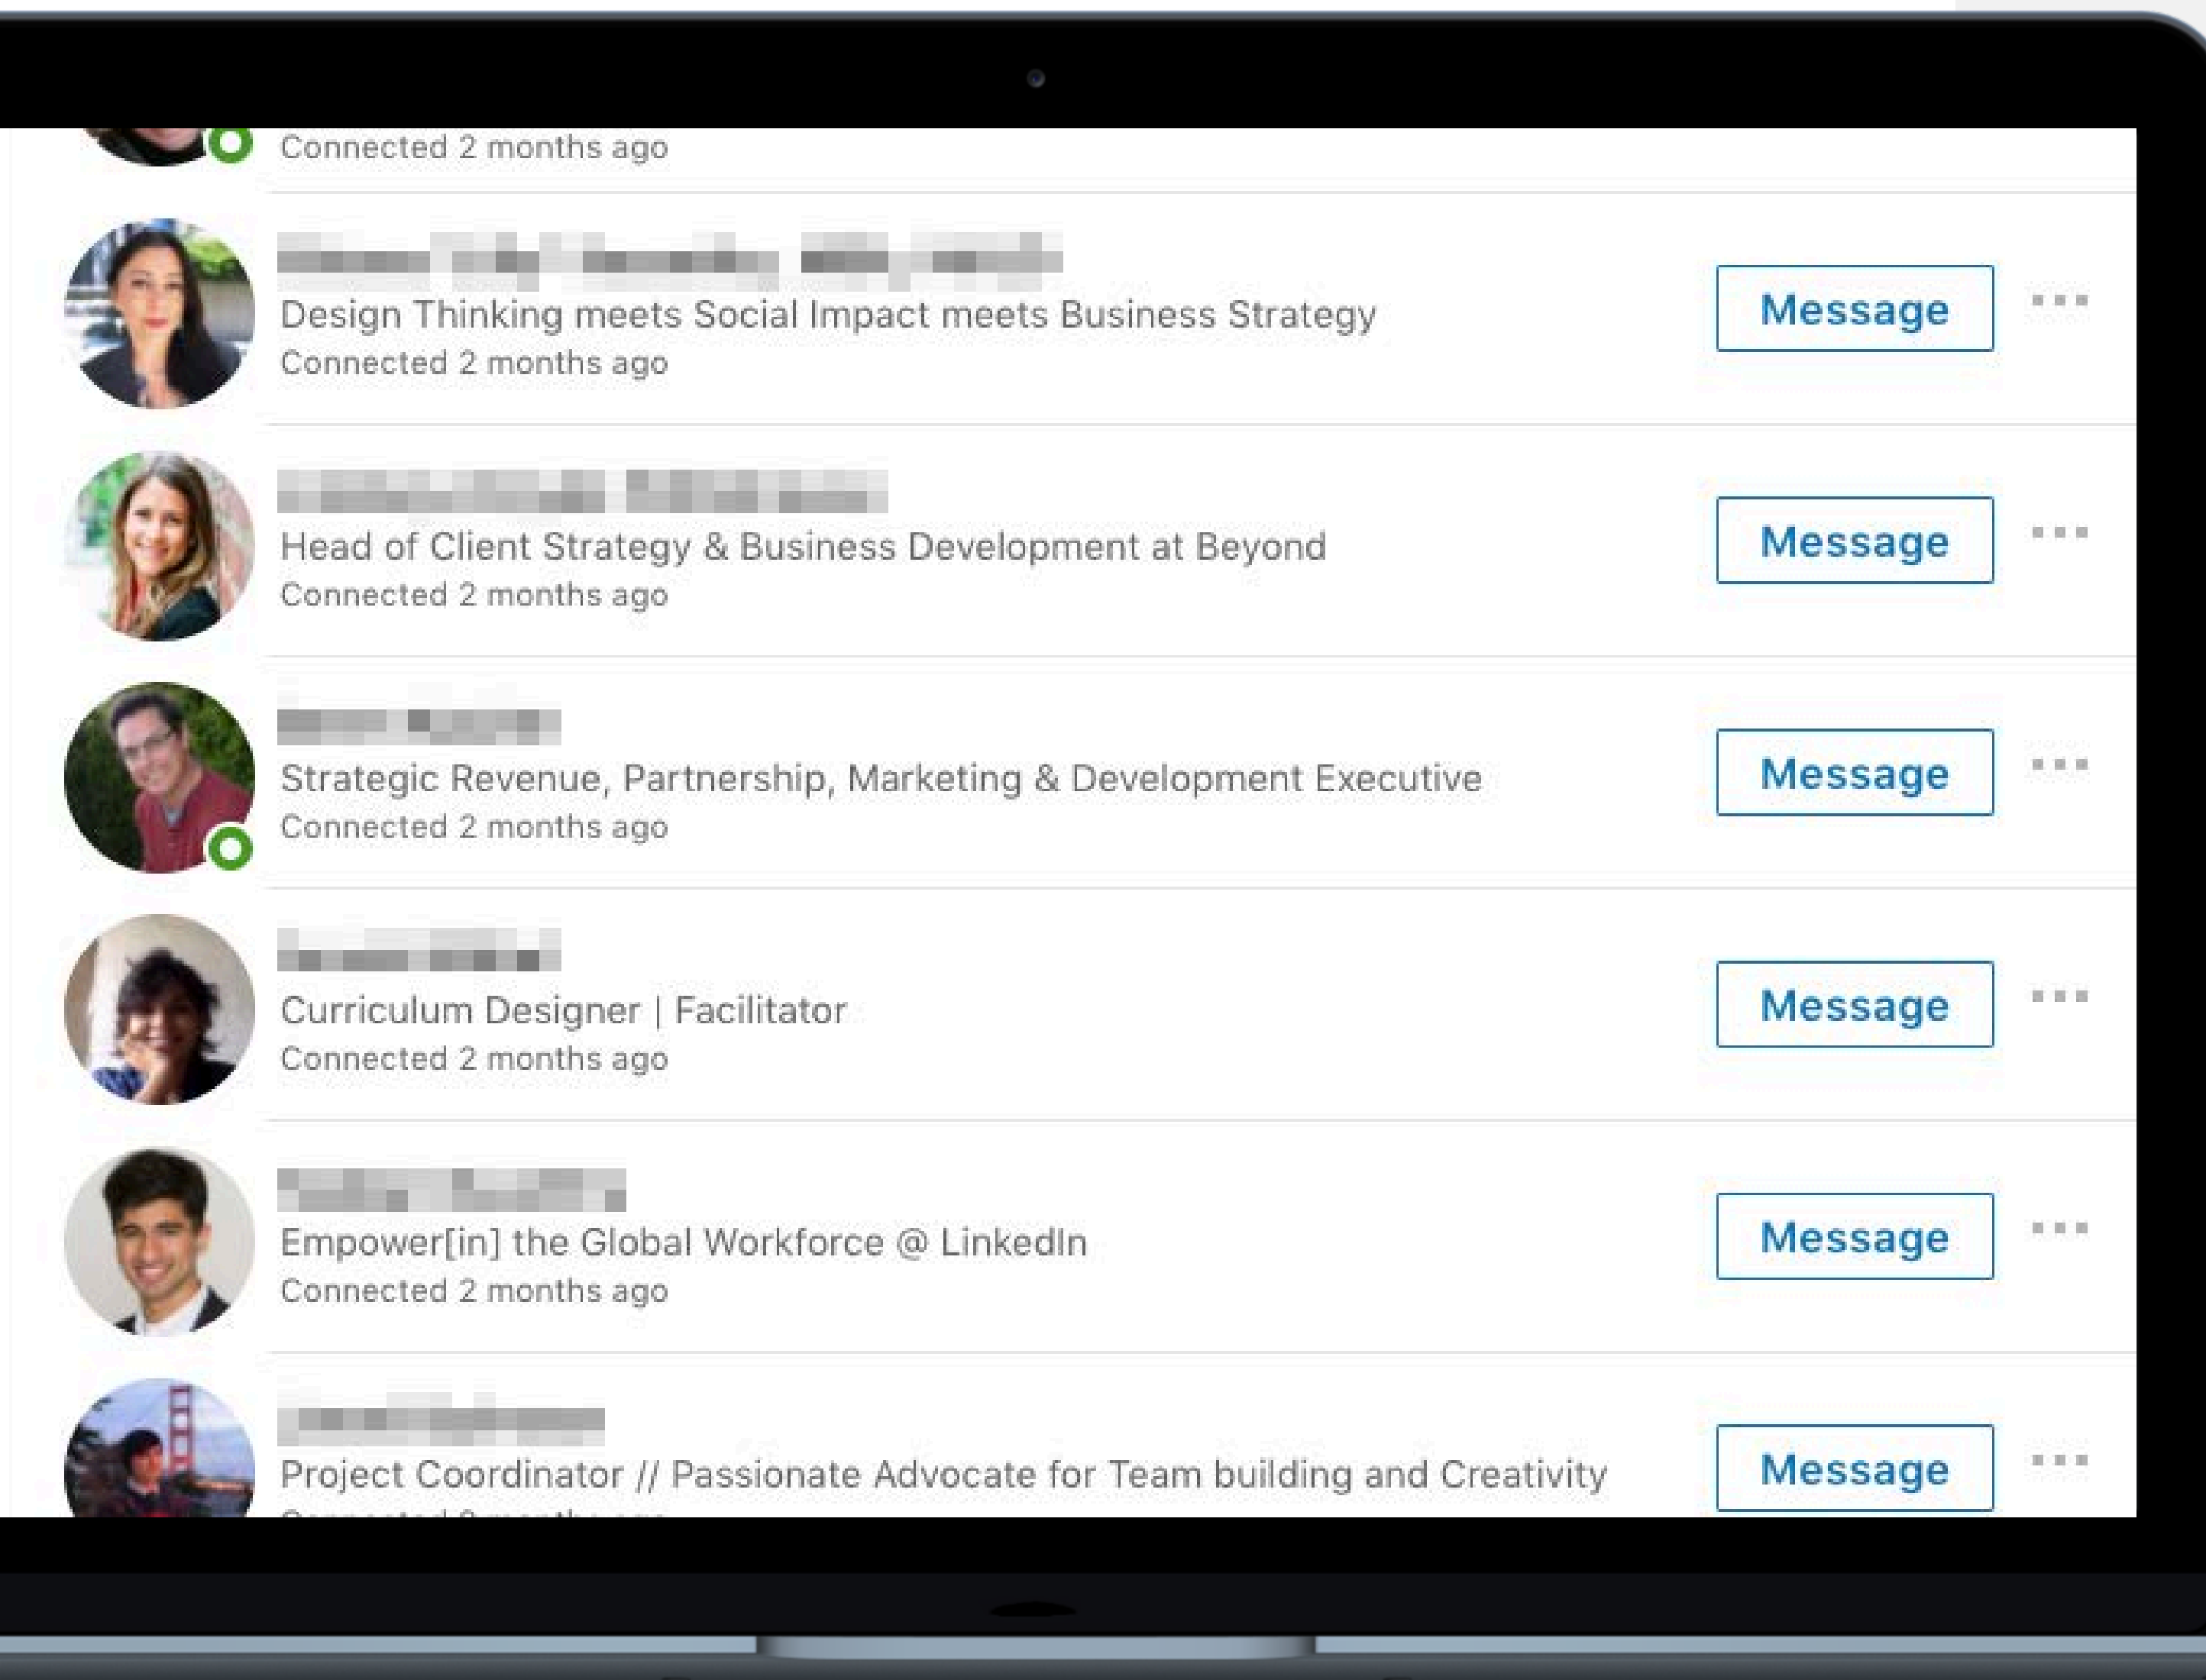 Connected 2 months ago
Design Thinking meets Social Impact meets Business Strategy
Connected 2 months ago
Message
Head of Client Strategy & Business Development at Beyond
Connected 2 months ago
Message
Strategic Revenue, Partnership, Marketing & Development Executive
Connected 2 months ago
Message
Curriculum Designer | Facilitator
Connected 2 months ago
Message
Empower[in] the Global Workforce @ LinkedIn
Connected 2 months ago
Message
Project Coordinator // Passionate Advocate for Team building and Creativity
Message